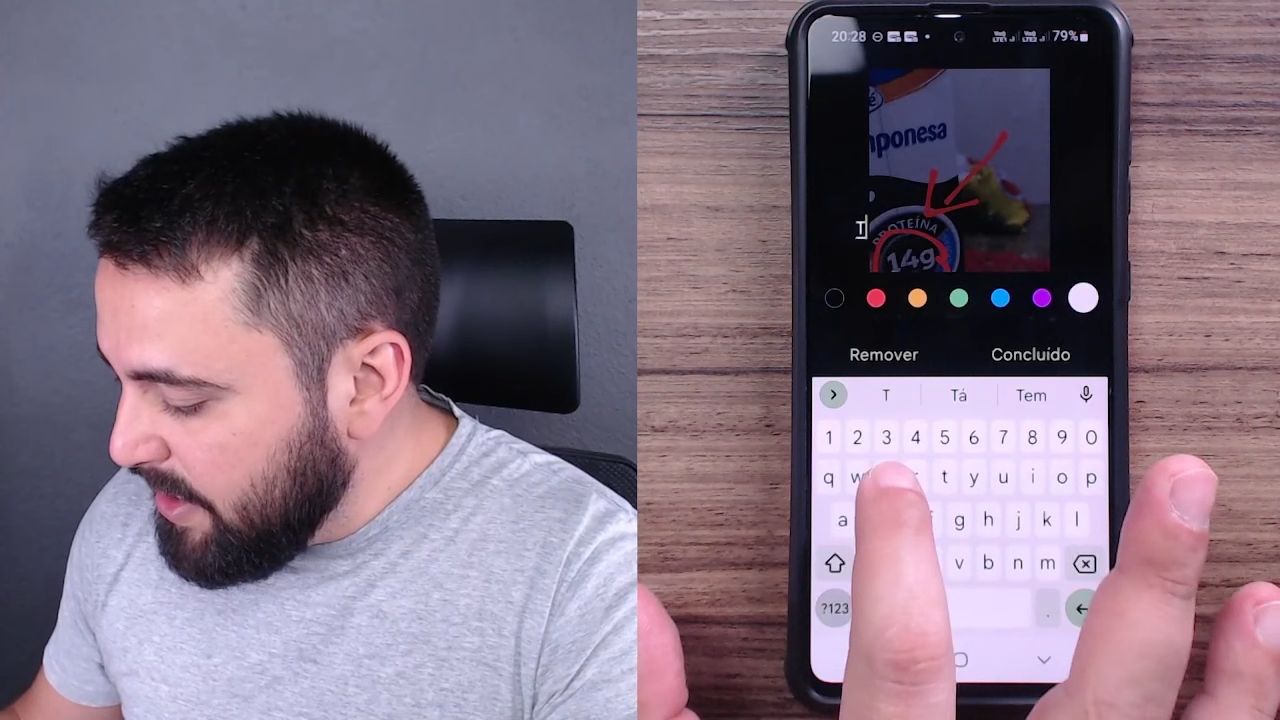 20:28
79%
mponesa
T
PROTEÍNA
14g
Remover
Concluído
T
Tá
Tem
1 2 3 4 5 6 7 8 9 0
q w t y u i o p
a g h j k l
v b n m
?123
.